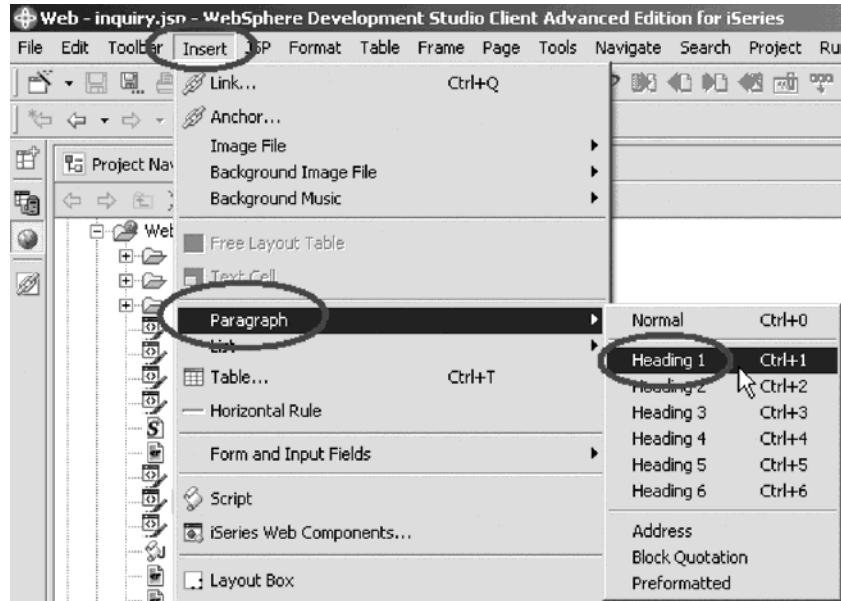 Web - inquiry.jsp - WebSphere Development Studio Client Advanced Edition for iSeries
File Edit Toolbar Insert JSP Format Table Frame Page Tools Navigate Search Project Ru
Link... Ctrl+Q
Anchor...
Image File
Background Image File
Background Music
Free Layout Table
Text Cell
Paragraph
List
Table... Ctrl+T
Horizontal Rule
Form and Input Fields
Script
iSeries Web Components...
Layout Box
Project Nav
Web
Normal Ctrl+0
Heading 1 Ctrl+1
Heading 2 Ctrl+2
Heading 3 Ctrl+3
Heading 4 Ctrl+4
Heading 5 Ctrl+5
Heading 6 Ctrl+6
Address
Block Quotation
Preformatted